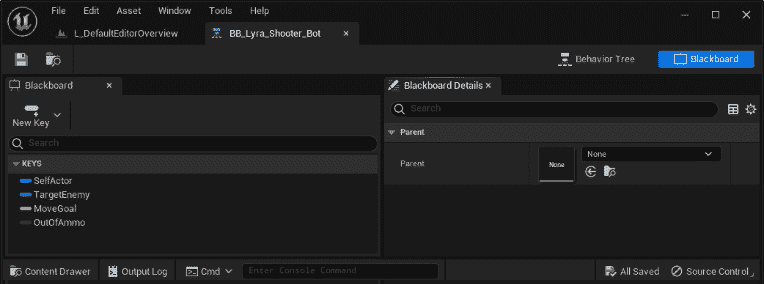 File Edit Asset Window Tools Help
L_DefaultEditorOverview BB_Lyra_Shooter_Bot
Behavior Tree Blackboard
Blackboard Blackboard Details
New Key Search
Search Parent
KEYS Parent None None
SelfActor
TargetEnemy
MoveGoal
OutOfAmmo
Content Drawer Output Log Cmd Enter Console Command All Saved Source Control